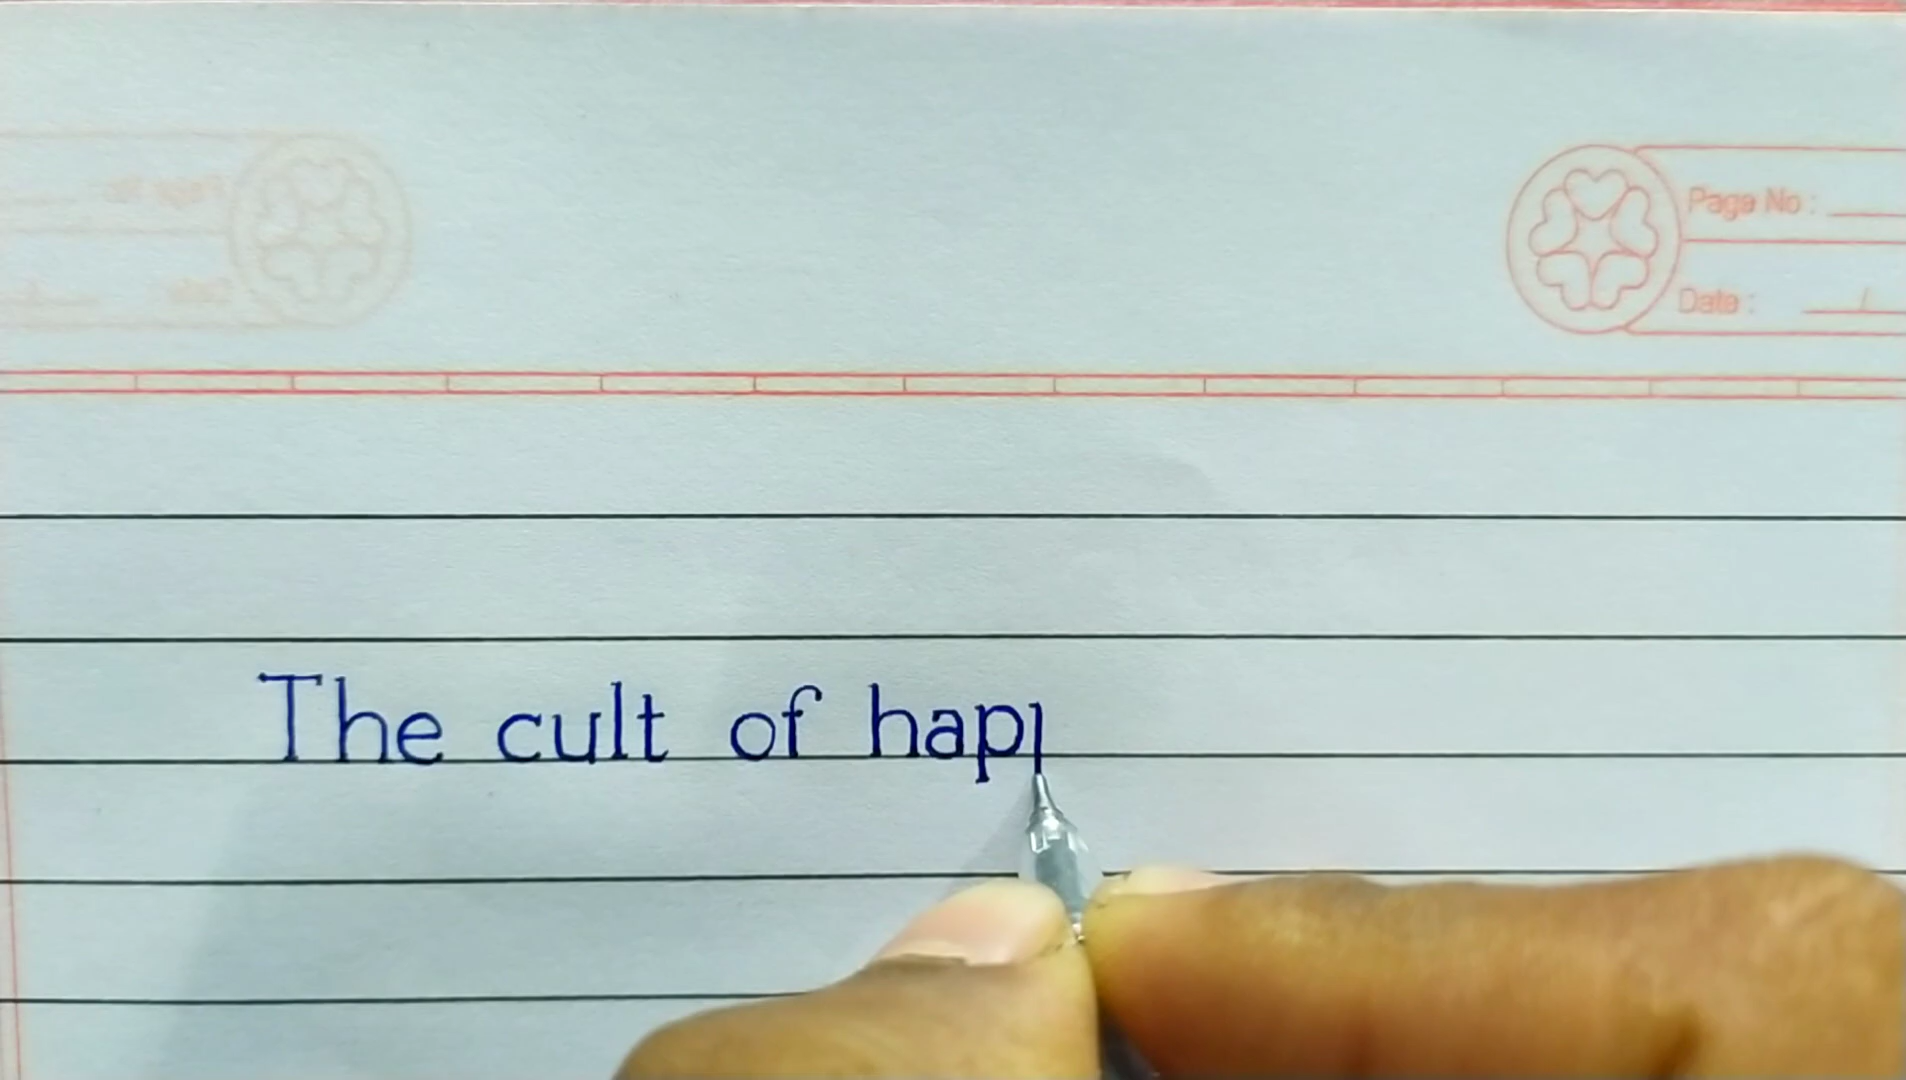 Page No :
Date :
The cult of hap